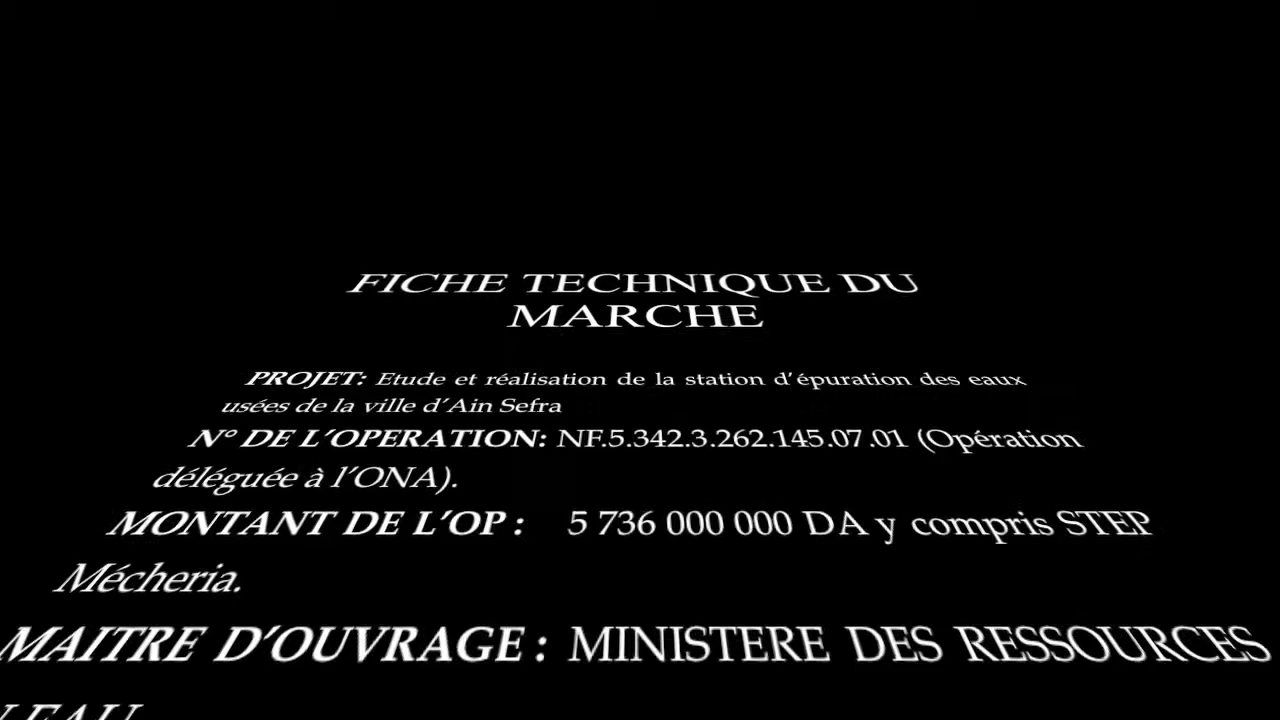 FICHE TECHNIQUE DU
MARCHE
PROJET: Etude et réalisation de la station d'épuration des eaux
usées de la ville d'Ain Sefra
N° DE L'OPERATION: NF.5.342.3.262.145.07.01 (Opération
déléguée à l'ONA).
MONTANT DE L'OP : 5 736 000 000 DA y compris STEP
Mécheria.
MAITRE D'OUVRAGE : MINISTERE DES RESSOURCES